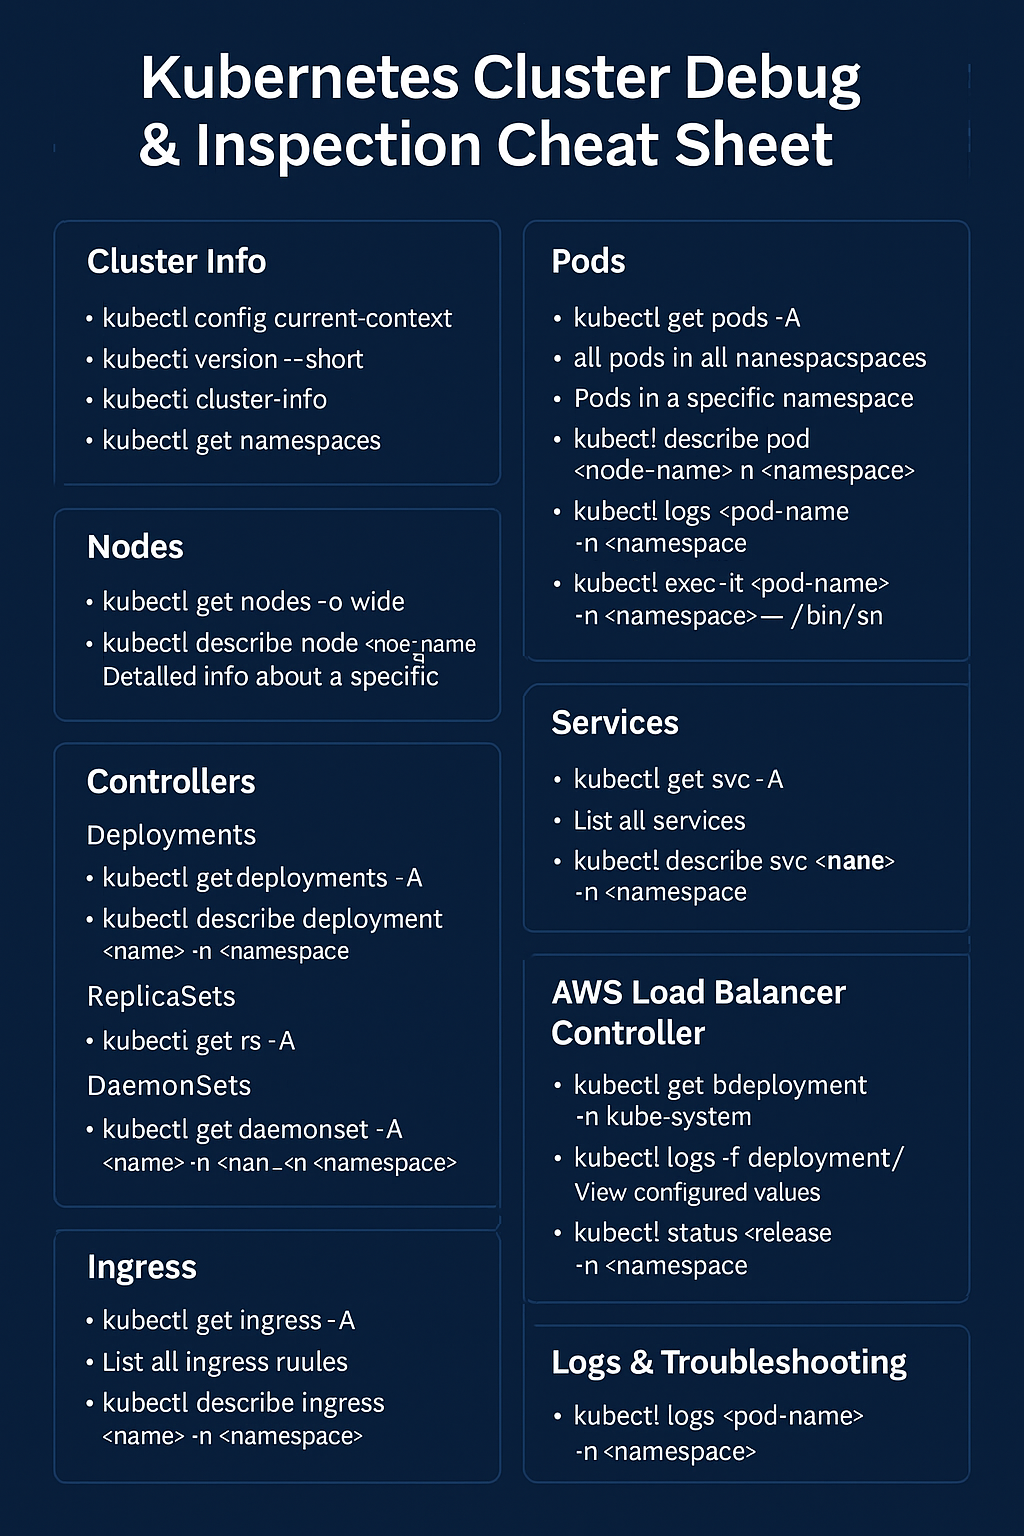 Kubernetes Cluster Debug
& Inspection Cheat Sheet
Cluster Info
• kubectl config current-context
• kubecti version --short
• kubecti cluster-info
• kubectl get namespaces
Nodes
• kubectl get nodes -o wide
• kubectl describe node <noe-name
Detailed info about a specific
Controllers
Deployments
• kubectl get deployments -A
• kubectl describe deployment
<name> -n <namespace
ReplicaSets
• kubecti get rs -A
DaemonSets
• kubectl get daemonset -A
<name> -n <nan_<n <namespace>
Ingress
• kubectl get ingress -A
• List all ingress ruules
• kubectl describe ingress
<name> -n <namespace>
Pods
• kubectl get pods -A
• all pods in all nanespacspaces
• Pods in a specific namespace
• kubect! describe pod
<node-name> n <namespace>
• kubect! logs <pod-name
-n <namespace
• kubect! exec -it <pod-name>
-n <namespace>— /bin/sn
Services
• kubectl get svc -A
• List all services
• kubect! describe svc <nane>
-n <namespace
AWS Load Balancer
Controller
• kubectl get bdeployment
-n kube-system
• kubect! logs -f deployment/
View configured values
• kubect! status <release
-n <namespace
Logs & Troubleshooting
• kubect! logs <pod-name>
-n <namespace>